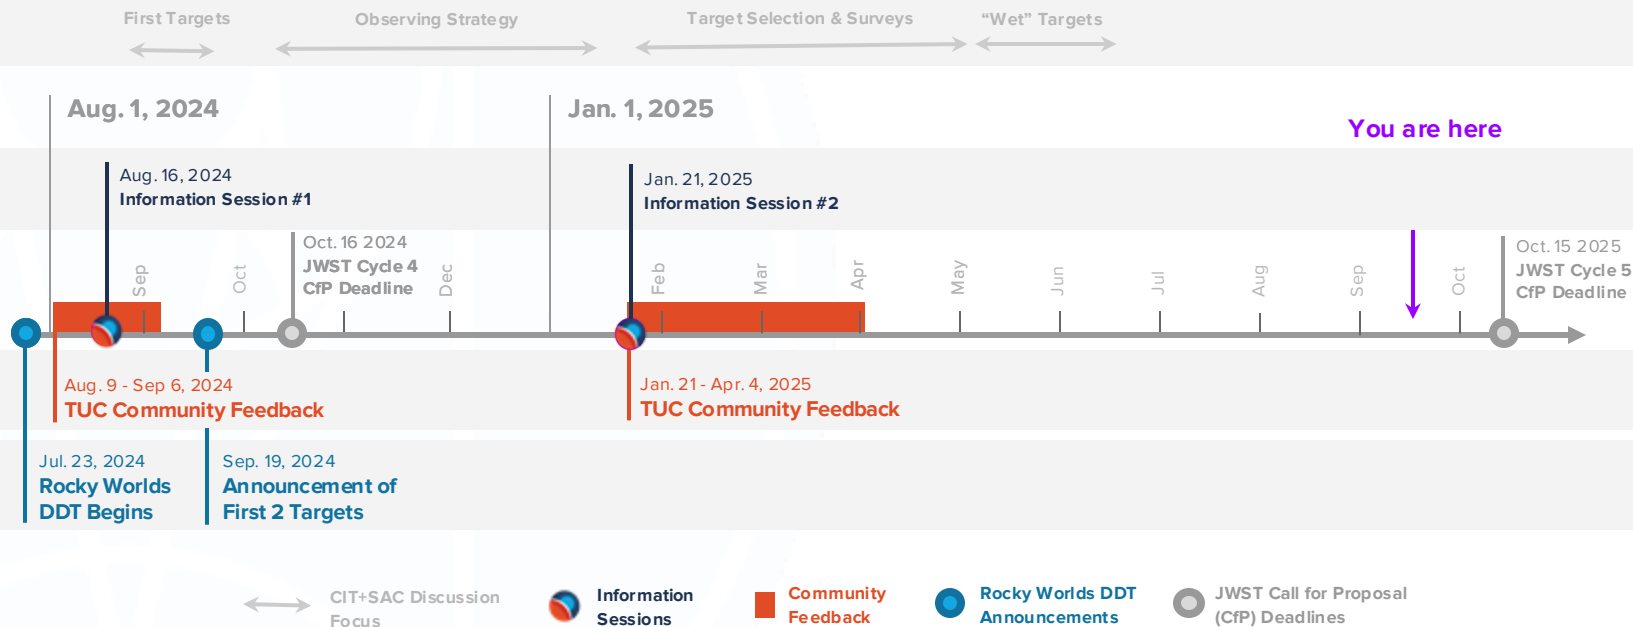 First Targets
Observing Strategy
Target Selection & Surveys
“Wet” Targets
Aug. 1, 2024
Jan. 1, 2025
You are here
Aug. 16, 2024
Information Session #1
Jan. 21, 2025
Information Session #2
Oct. 16 2024
JWST Cycle 4
CfP Deadline
Oct. 15 2025
JWST Cycle 5
CfP Deadline
Sep
Oct
Dec
Feb
Mar
Apr
May
Jun
Jul
Aug
Sep
Oct
Aug. 9 - Sep 6, 2024
TUC Community Feedback
Jan. 21 - Apr. 4, 2025
TUC Community Feedback
Jul. 23, 2024
Rocky Worlds
DDT Begins
Sep. 19, 2024
Announcement of
First 2 Targets
CIT+SAC Discussion
Focus
Information
Sessions
Community
Feedback
Rocky Worlds DDT
Announcements
JWST Call for Proposal
(CfP) Deadlines